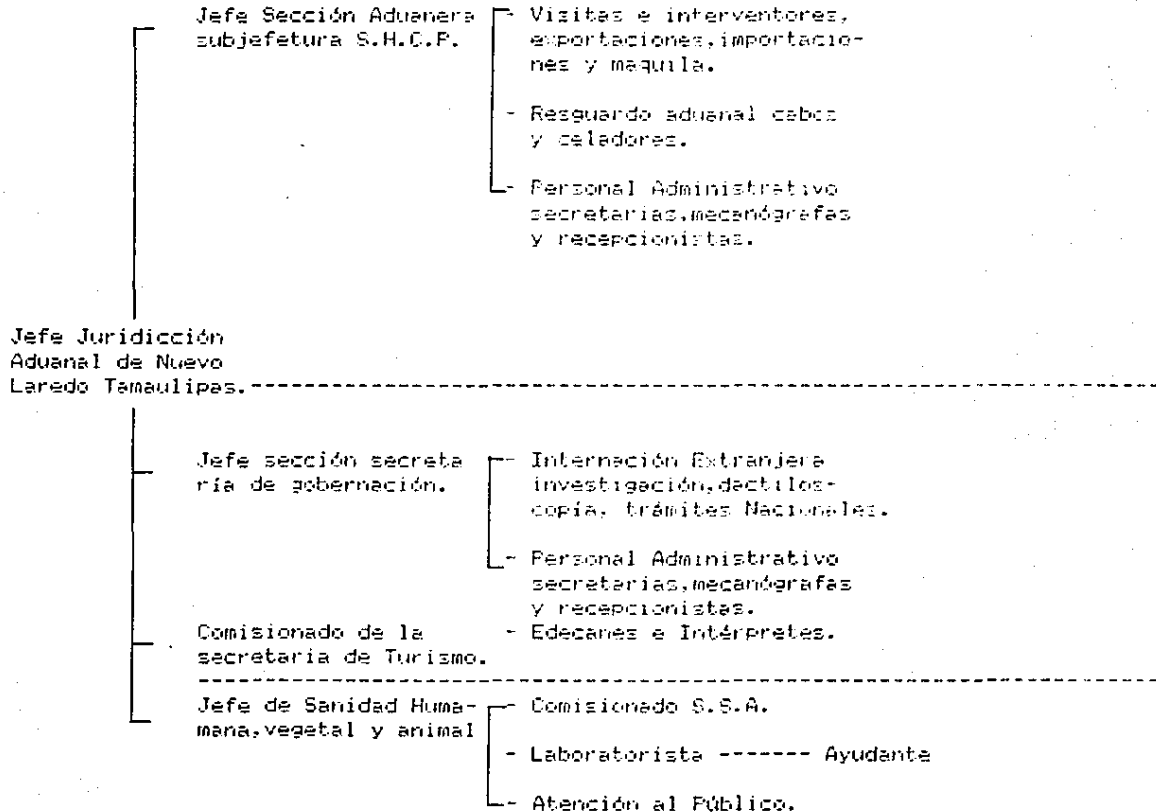 Jefe Sección Aduanera
subjefetura S.H.C.P.
- Visitas e interventores,
exportaciones,importacio-
nes y maquila.
- Resguardo aduanal cabos
y celadores.
- Personal Administrativo
secretarias,mecanógrafas
y recepcionistas.
Jefe Juridicción
Aduanal de Nuevo
Laredo Tamaulipas.
Jefe sección secreta
ría de gobernación.
- Internación Extranjera
investigación,dactilos-
copía, trámites Nacionales.
- Personal Administrativo
secretarias,mecanógrafas
y recepcionistas.
Comisionado de la
secretaria de Turismo.
- Edecanes e Intérpretes.
Jefe de Sanidad Huma-
mana,vegetal y animal
- Comisionado S.S.A.
- Laboratorista ------- Ayudante
- Atención al Público.